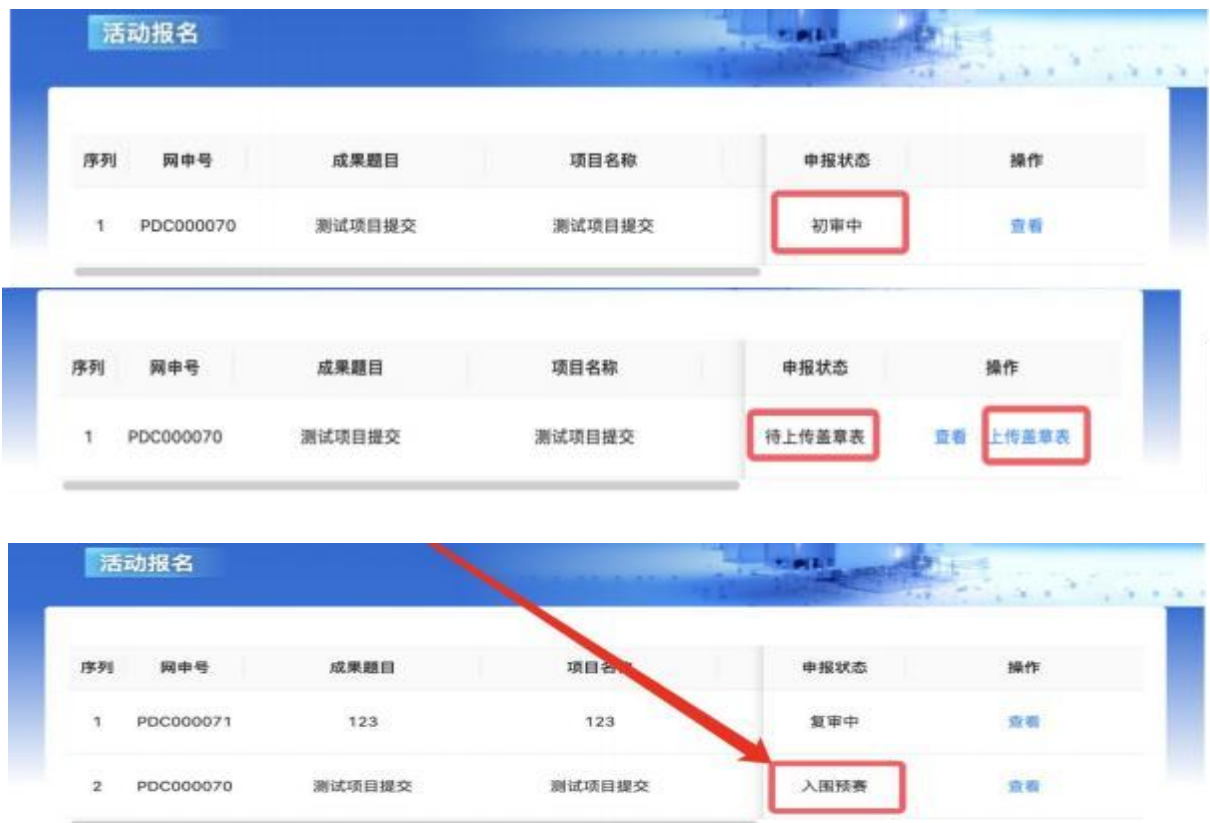 活动报名
序列 网申号 成果题目 项目名称 申报状态 操作
1 PDC000070 测试项目提交 测试项目提交 初审中 查看
序列 网申号 成果题目 项目名称 申报状态 操作
1 PDC000070 测试项目提交 测试项目提交 待上传盖章表 查看 上传盖章表
活动报名
序列 网申号 成果题目 项目名称 申报状态 操作
1 PDC000071 123 123 复审中 查看
2 PDC000070 测试项目提交 测试项目提交 入围预赛 查看